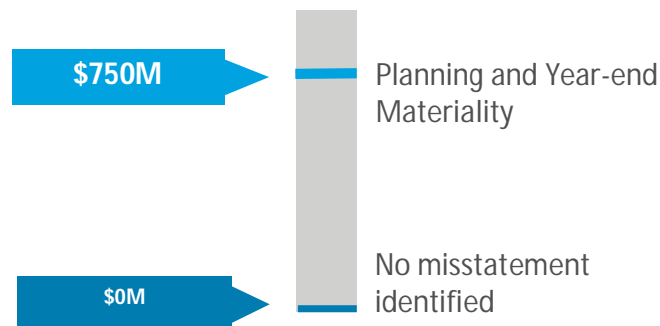 $750M
Planning and Year-end
Materiality
No misstatement
identified
$0M